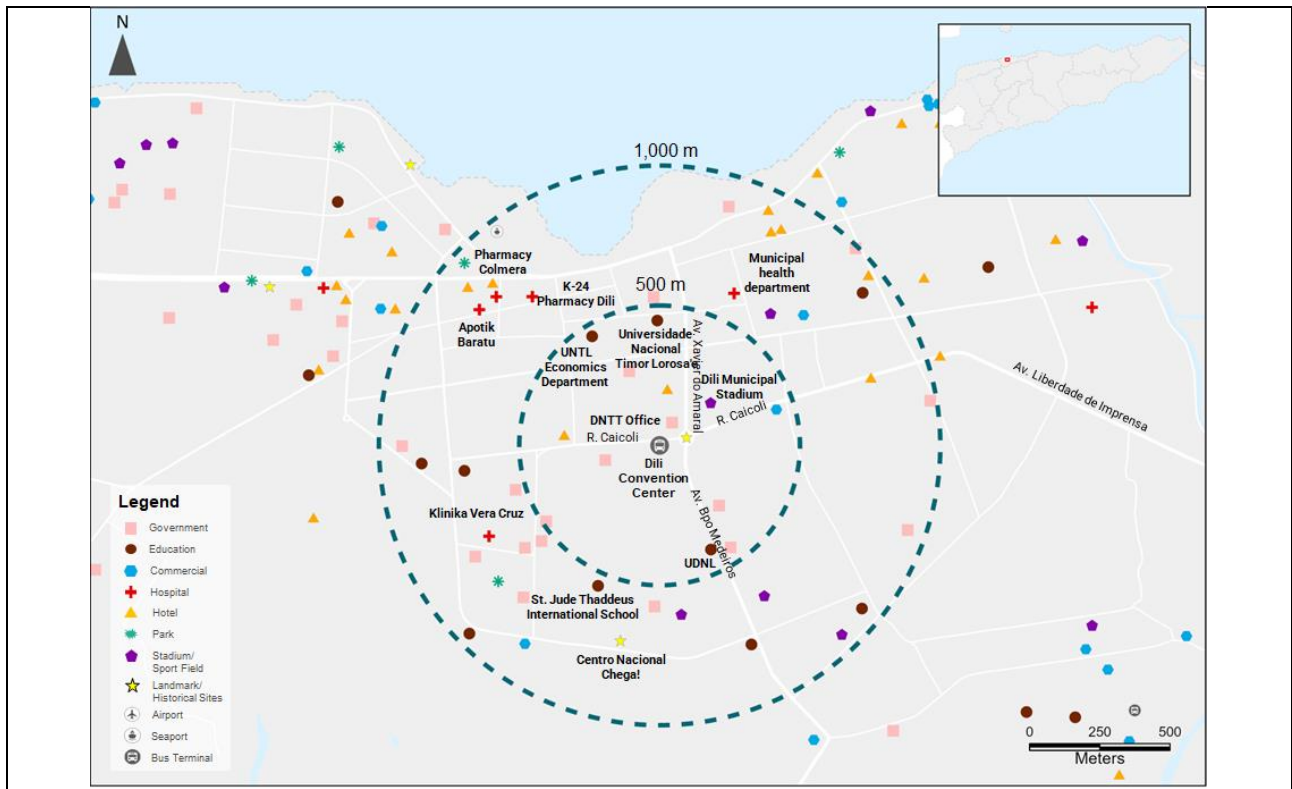 N
1,000 m
Pharmacy
Colmera
Municipal
health
department
K-24
Pharmacy Dili
500 m
Apotik
Baratu
Universidade
Nacional
Timor Lorosa'e
UNTL
Economics
Department
Av. Xavier do Amaral
Dili Municipal
Stadium
Av. Liberdade de Imprensa
R. Caicoli
DNTT Office
R. Caicoli
Dili
Convention
Center
Av. Bpo Medeiros
Klinika Vera Cruz
UDNL
St. Jude Thaddeus
International School
Centro Nacional
Chega!
Legend
Government
Education
Commercial
Hospital
Hotel
Park
Stadium/
Sport Field
Landmark/
Historical Sites
Airport
Seaport
Bus Terminal
0 250 500
Meters